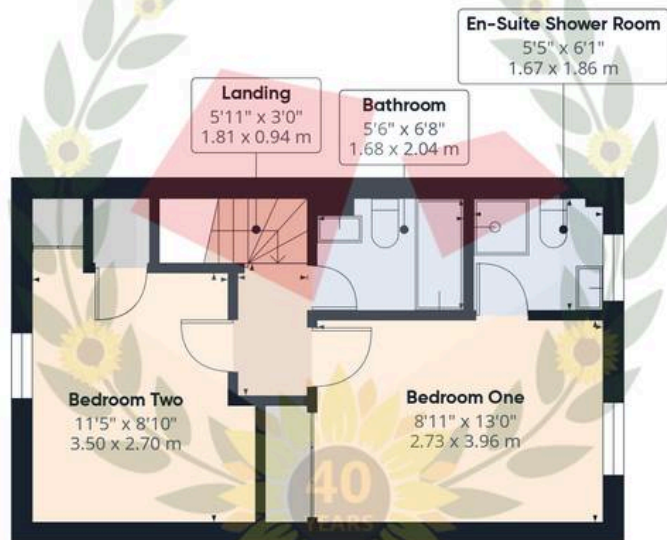 En-Suite Shower Room
5'5" x 6'1"
1.67 x 1.86 m
Landing
5'11" x 3'0"
1.81 x 0.94 m
Bathroom
5'6" x 6'8"
1.68 x 2.04 m
Bedroom Two
11'5" x 8'10"
3.50 x 2.70 m
Bedroom One
8'11" x 13'0"
2.73 x 3.96 m
40
YEARS